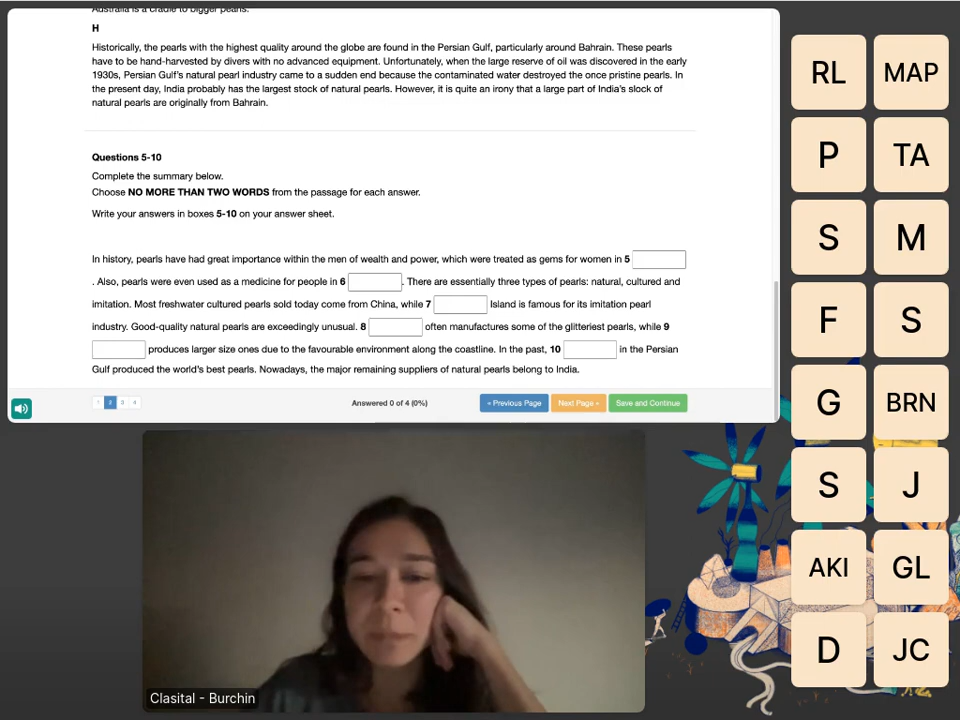 Australia is a cradle to bigger pearls.
H
Historically, the pearls with the highest quality around the globe are found in the Persian Gulf, particularly around Bahrain. These pearls
have to be hand-harvested by divers with no advanced equipment. Unfortunately, when the large reserve of oil was discovered in the early
1930s, Persian Gulf's natural pearl industry came to a sudden end because the contaminated water destroyed the once pristine pearls. In
the present day, India probably has the largest stock of natural pearls. However, it is quite an irony that a large part of India's slock of
natural pearls are originally from Bahrain.
Questions 5-10
Complete the summary below.
Choose NO MORE THAN TWO WORDS from the passage for each answer.
Write your answers in boxes 5-10 on your answer sheet.
In history, pearls have had great importance within the men of wealth and power, which were treated as gems for women in 5
. Also, pearls were even used as a medicine for people in 6 . There are essentially three types of pearls: natural, cultured and
imitation. Most freshwater cultured pearls sold today come from China, while 7 Island is famous for its imitation pearl
industry. Good-quality natural pearls are exceedingly unusual. 8 often manufactures some of the glitteriest pearls, while 9
produces larger size ones due to the favourable environment along the coastline. In the past, 10 in the Persian
Gulf produced the world's best pearls. Nowadays, the major remaining suppliers of natural pearls belong to India.
1 2 3 4
Answered 0 of 4 (0%)
« Previous Page
Next Page »
Save and Continue
RL MAP
P TA
S M
F S
G BRN
S J
AKI GL
D JC
Clasital - Burchin